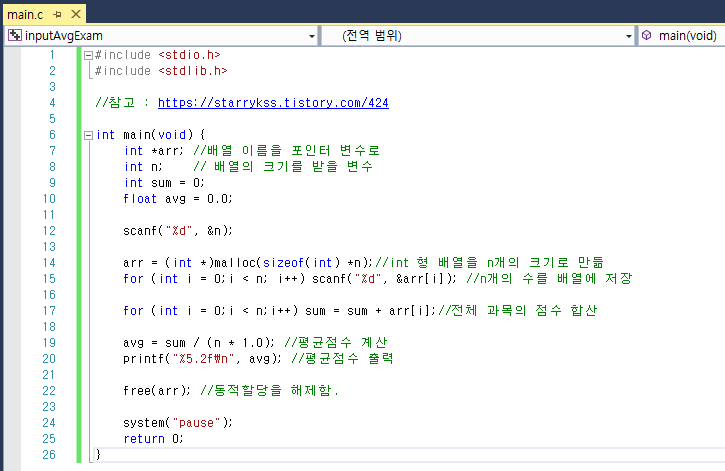 main.c
inputAvgExam (전역 범위) main(void)
1 #include <stdio.h>
2 #include <stdlib.h>
3
4 //참고 : https://starrykss.tistory.com/424
5
6 int main(void) {
7 int *arr; //배열 이름을 포인터 변수로
8 int n; // 배열의 크기를 받을 변수
9 int sum = 0;
10 float avg = 0.0;
11
12 scanf("%d", &n);
13
14 arr = (int *)malloc(sizeof(int) *n);//int 형 배열을 n개의 크기로 만듦
15 for (int i = 0;i < n; i++) scanf("%d", &arr[i]); //n개의 수를 배열에 저장
16
17 for (int i = 0;i < n;i++) sum = sum + arr[i];//전체 과목의 점수 합산
18
19 avg = sum / (n * 1.0); //평균점수 계산
20 printf("%5.2f₩n", avg); //평균점수 출력
21
22 free(arr); //동적할당을 해제함.
23
24 system("pause");
25 return 0;
26 }